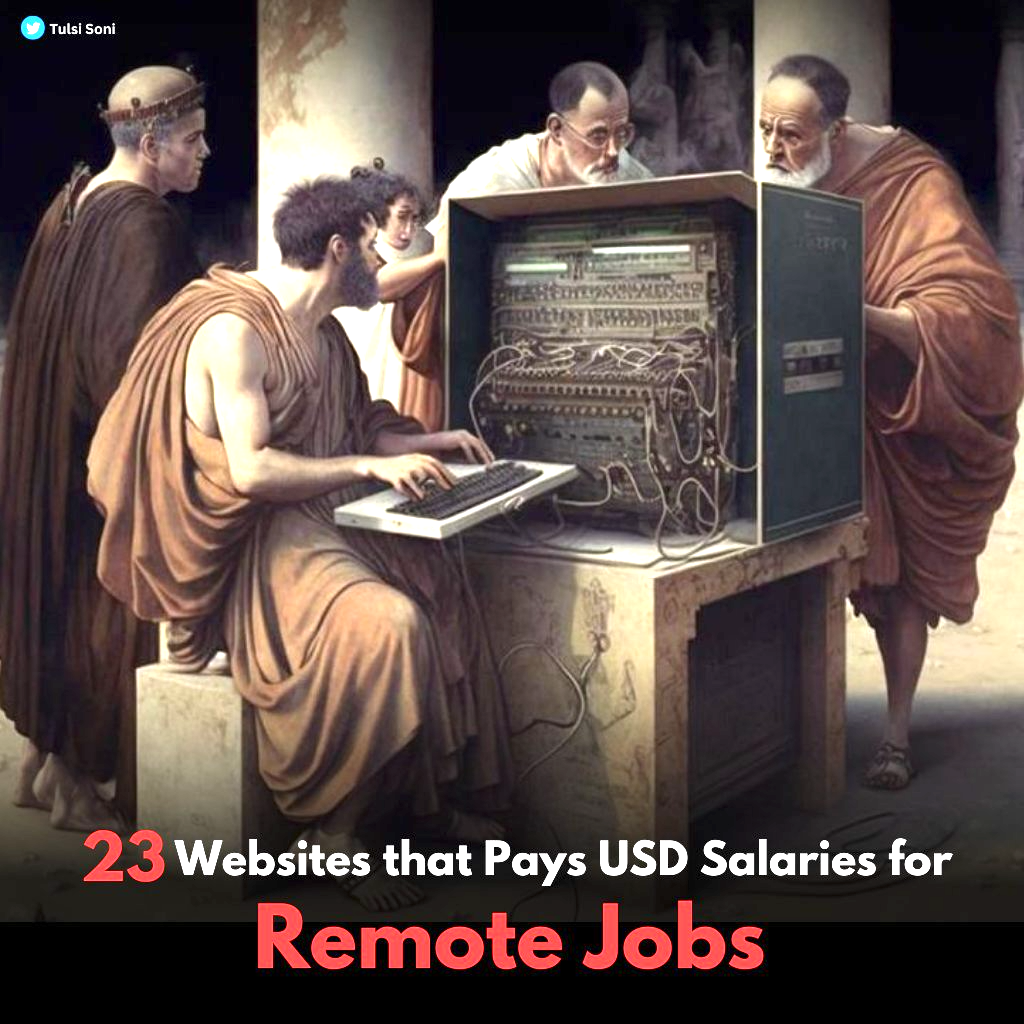 Tulsi Soni
23 Websites that Pays USD Salaries for
Remote Jobs